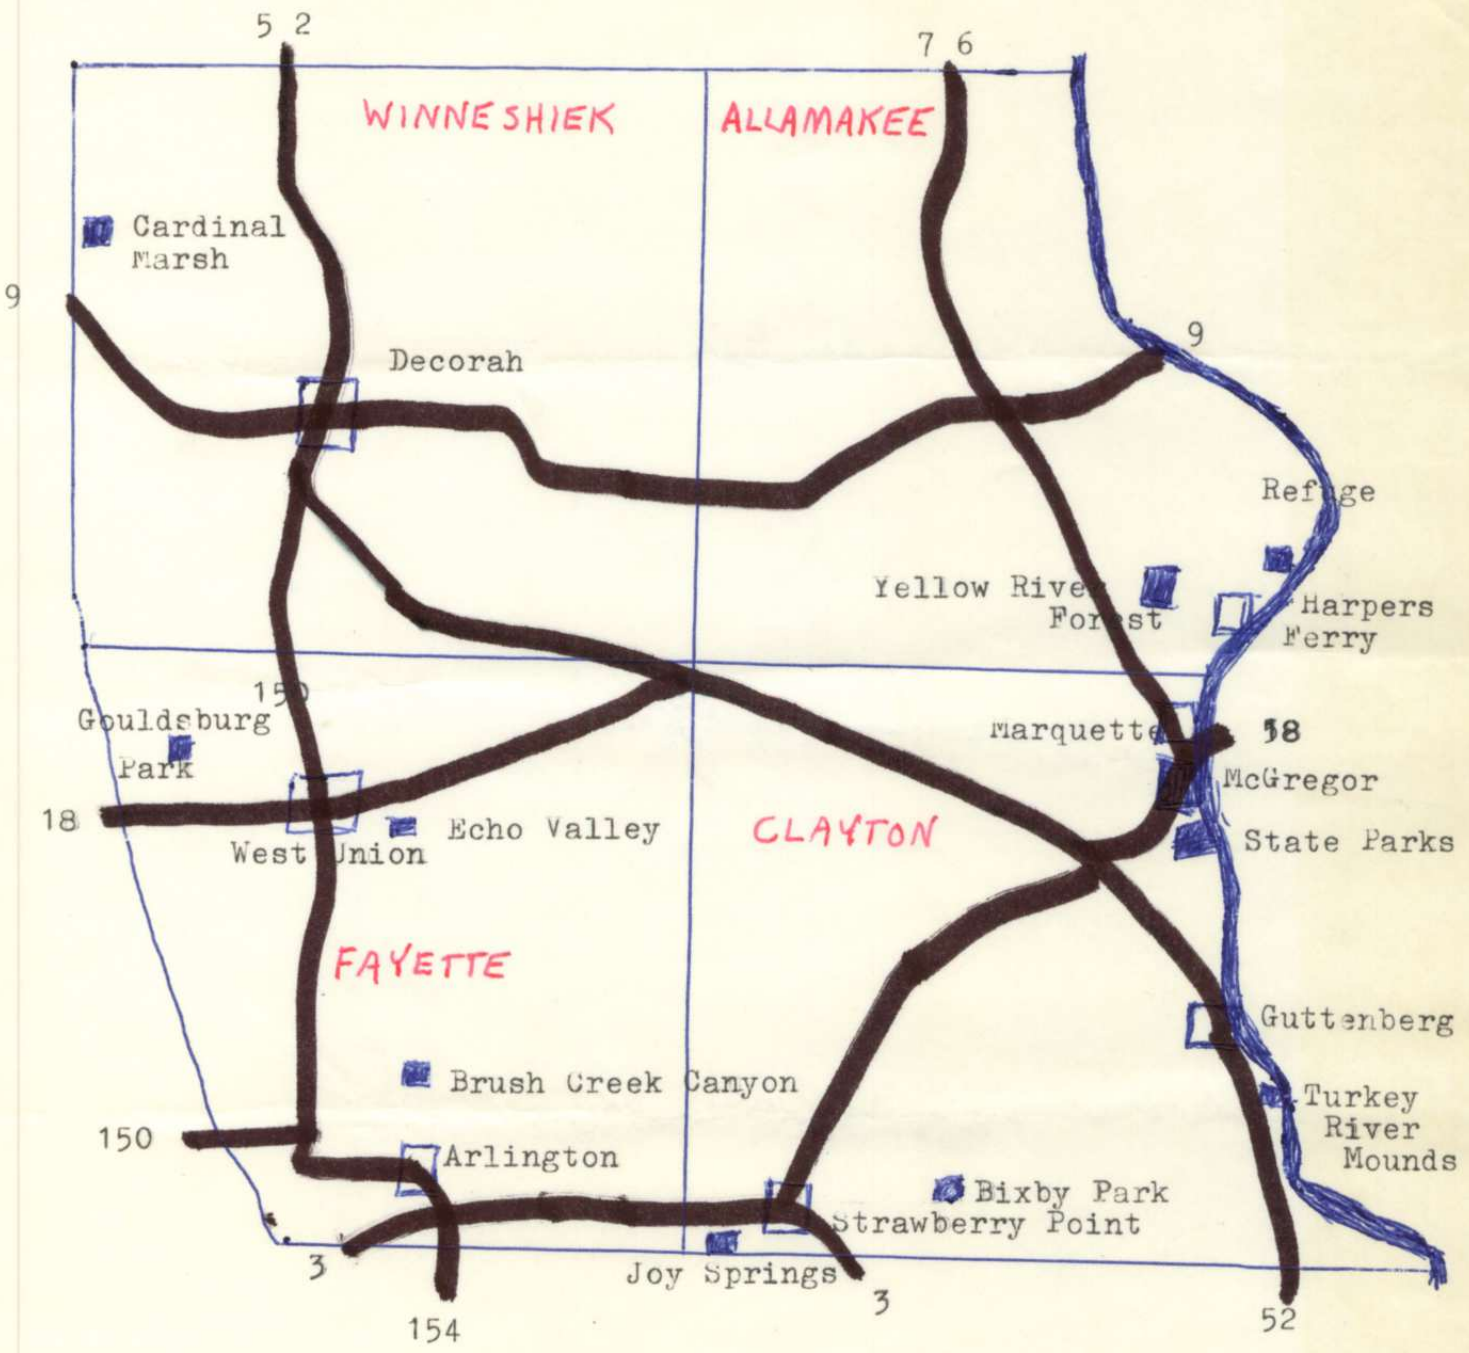 5 2
7 6
WINNESHIEK
ALLAMAKEE
Cardinal
Marsh
9
9
Decorah
Refuge
Yellow River
Forest
Harpers
Ferry
150
Gouldsburg
Park
Marquette
18
McGregor
18
West Union
Echo Valley
CLAYTON
State Parks
FAYETTE
Guttenberg
Brush Creek Canyon
Turkey
River
Mounds
150
Arlington
Bixby Park
Strawberry Point
3
Joy Springs
3
154
52